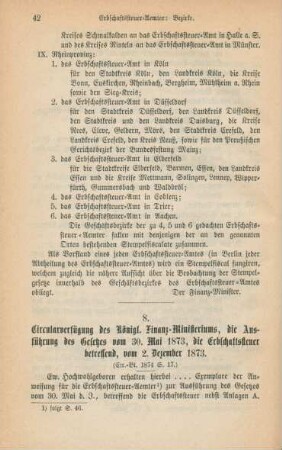 42 Erbschaftssteuer-Aemter: Bezirke.
Kreises Schmalkalden an das Erbschaftssteuer-Amt in Halle a. S.
und des Kreises Rinteln an das Erbschaftssteuer-Amt in Münster.
IX. Rheinprovinz:
1. das Erbschaftssteuer-Amt in Köln
für den Stadtkreis Köln, den Landkreis Köln, die Kreise
Bonn, Euskirchen, Rheinbach, Bergheim, Mühlheim a. Rhein
sowie den Sieg-Kreis;
2. das Erbschaftssteuer-Amt in Düsseldorf
für den Stadtkreis Düsseldorf, den Landkreis Düsseldorf,
den Stadtkreis und Landkreis Duisburg, die Kreise
Rees, Cleve, Geldern, Mörs, den Stadtkreis Crefeld, den
Landkreis Crefeld, den Kreis Neuß, sowie für den Preußischen
Gerichtsbezirk der Bundesfestung Mainz;
3. das Erbschaftssteuer-Amt in Elberfeld
für die Stadtkreise Elberfeld, Barmen, Essen, den Landkreis
Essen und die Kreise Mettmann, Solingen, Lennep, Wipper-
fürth, Gummersbach und Waldbröl;
4. das Erbschaftssteuer-Amt in Coblenz;
5. das Erbschaftssteuer-Amt in Trier;
6. das Erbschaftssteuer-Amt in Aachen.
Die Geschäftsbezirke der zu 4, 5 und 6 gedachten Erbschafts-
steuer-Aemter fallen mit denjenigen der an den genannten
Orten bestehenden Stempelfiscalate zusammen.
Als Vorstand eines jeden Erbschaftssteuer-Amtes (in Berlin jeder
Abtheilung des Erbschaftssteuer-Amtes) wird ein Stempelfiscal angestellt,
welchem zugleich die nähere Aufsicht über die Beobachtung der Stempel-
gesetze innerhalb des Geschäftsbezirkes des Erbschaftssteuer-Amtes
obliegt. Der Finanz-Minister.
8.
Circularverfügung des Königl. Finanz-Ministeriums, die Aus-
führung des Gesetzes vom 30. Mai 1873, die Erbschaftssteuer
betreffend, vom 2. Dezember 1873.
(Ctr.-Bl. 1874 S. 17.)
Ew. Hochwohlgeboren erhalten hierbei .... Exemplare der An-
weisung für die Erbschaftssteuer-Aemter¹) zur Ausführung des Gesetzes
vom 30. Mai d. J., betreffend die Erbschaftssteuer nebst Anlagen A.
1) folgt S. 46.